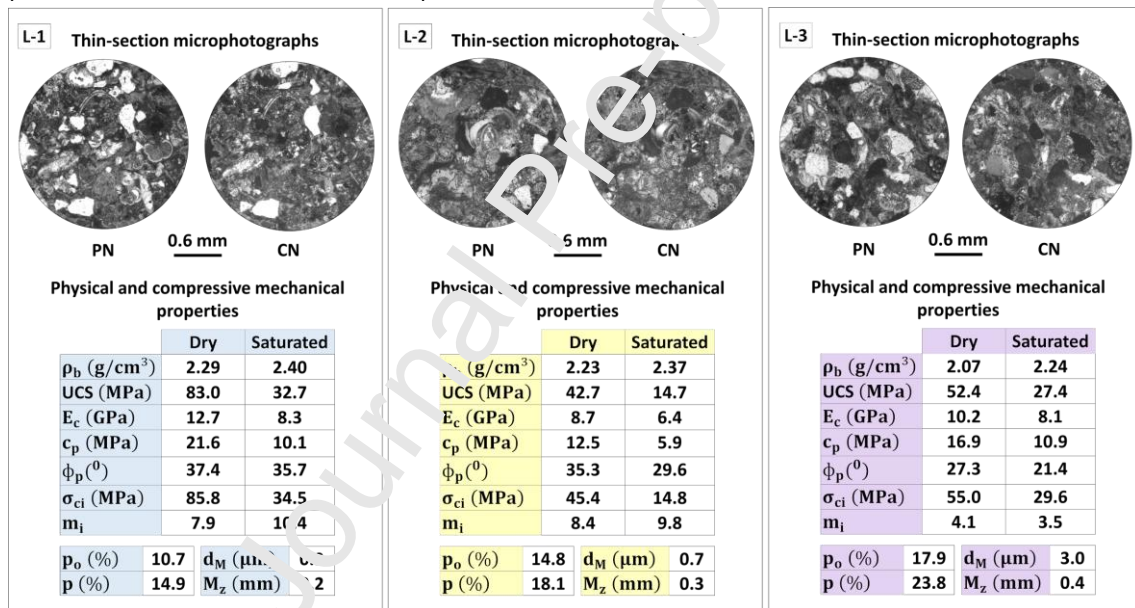 L-1 Thin-section microphotographs
PN 0.6 mm CN
Physical and compressive mechanical
properties
Dry Saturated
ρb (g/cm³) 2.29 2.40
UCS (MPa) 83.0 32.7
Ec (GPa) 12.7 8.3
cp (MPa) 21.6 10.1
ϕp(⁰) 37.4 35.7
σci (MPa) 85.8 34.5
mi 7.9
po (%) 10.7 dM (μm)
p (%) 14.9 Mz (mm)
L-2 Thin-section
PN mm CN
Physical and compressive mechanical
properties
Dry Saturated
(g/cm³) 2.23 2.37
UCS (MPa) 42.7 14.7
Ec (GPa) 8.7 6.4
cp (MPa) 12.5 5.9
ϕp(⁰) 35.3 29.6
σci (MPa) 45.4 14.8
mi 8.4 9.8
po (%) 14.8 dM (μm) 0.7
p (%) 18.1 Mz (mm) 0.3
L-3 Thin-section microphotographs
PN 0.6 mm CN
Physical and compressive mechanical
properties
Dry Saturated
ρb (g/cm³) 2.07 2.24
UCS (MPa) 52.4 27.4
Ec (GPa) 10.2 8.1
cp (MPa) 16.9 10.9
ϕp(⁰) 27.3 21.4
σci (MPa) 55.0 29.6
mi 4.1 3.5
po (%) 17.9 dM (μm) 3.0
p (%) 23.8 Mz (mm) 0.4
Journal Pre-p